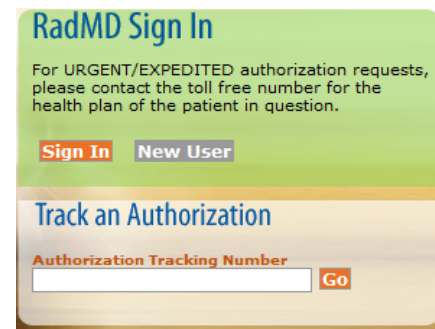 RadMD Sign In
For URGENT/EXPEDITED authorization requests,
please contact the toll free number for the
health plan of the patient in question.
Sign In New User
Track an Authorization
Authorization Tracking Number
Go